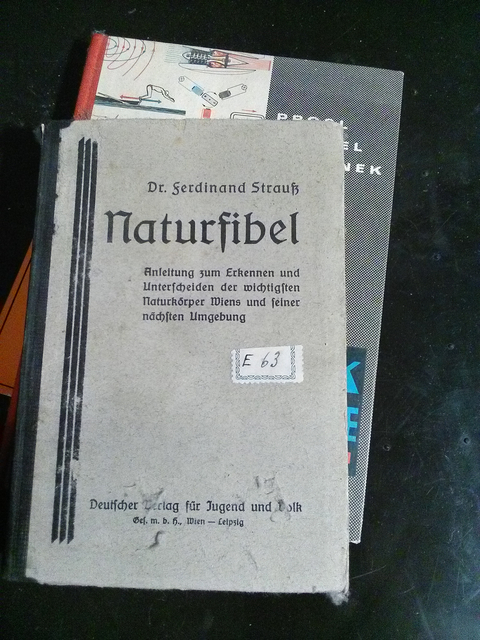 Dr. Ferdinand Strauß
Naturfibel
Anleitung zum Erkennen und
Unterscheiden der wichtigsten
Naturkörper Wiens und seiner
nächsten Umgebung
E 63
Deutscher Verlag für Jugend und Volk
Ges. m. b. H., Wien — Leipzig